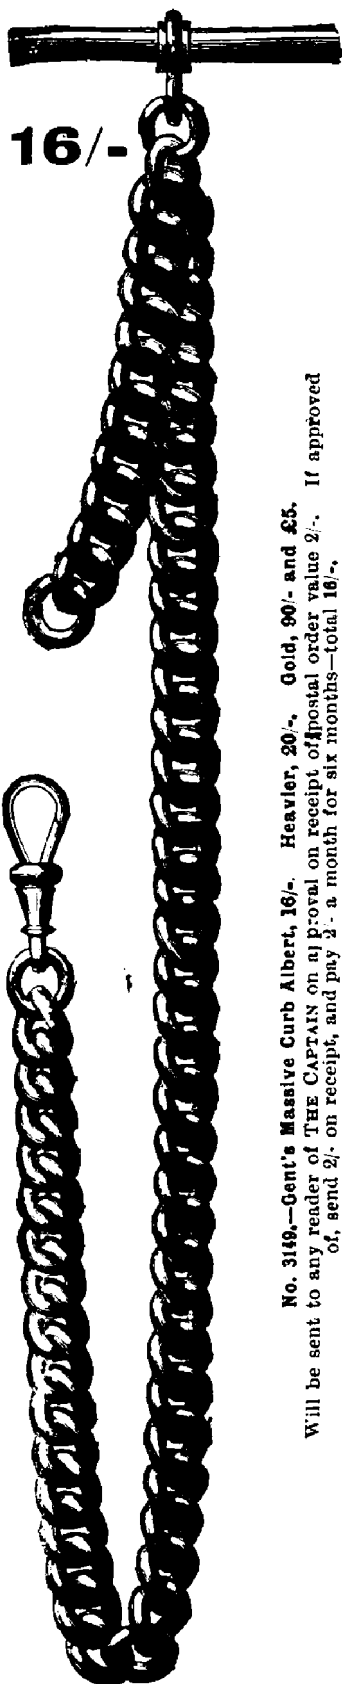 16/-
No. 3149.—Gent's Massive Curb Albert, 16/-. Heavier, 20/-. Gold, 90/- and £5.
Will be sent to any reader of THE CAPTAIN on approval on receipt of postal order value 2/-. If approved
of, send 2/- on receipt, and pay 2/- a month for six months—total 16/-.